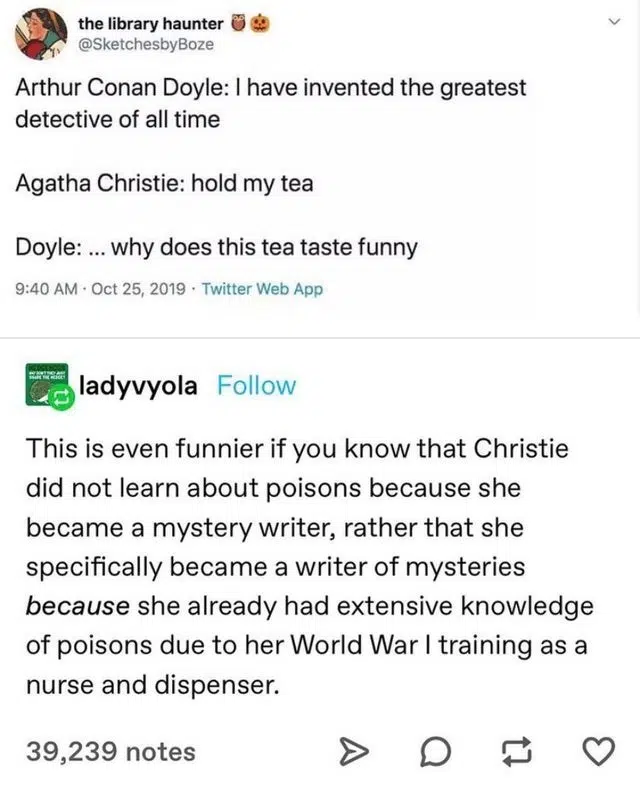 the library haunter 🦉🎃
@SketchesbyBoze
Arthur Conan Doyle: I have invented the greatest
detective of all time
Agatha Christie: hold my tea
Doyle: ... why does this tea taste funny
9:40 AM · Oct 25, 2019 · Twitter Web App
ladyvyola Follow
This is even funnier if you know that Christie
did not learn about poisons because she
became a mystery writer, rather that she
specifically became a writer of mysteries
because she already had extensive knowledge
of poisons due to her World War I training as a
nurse and dispenser.
39,239 notes